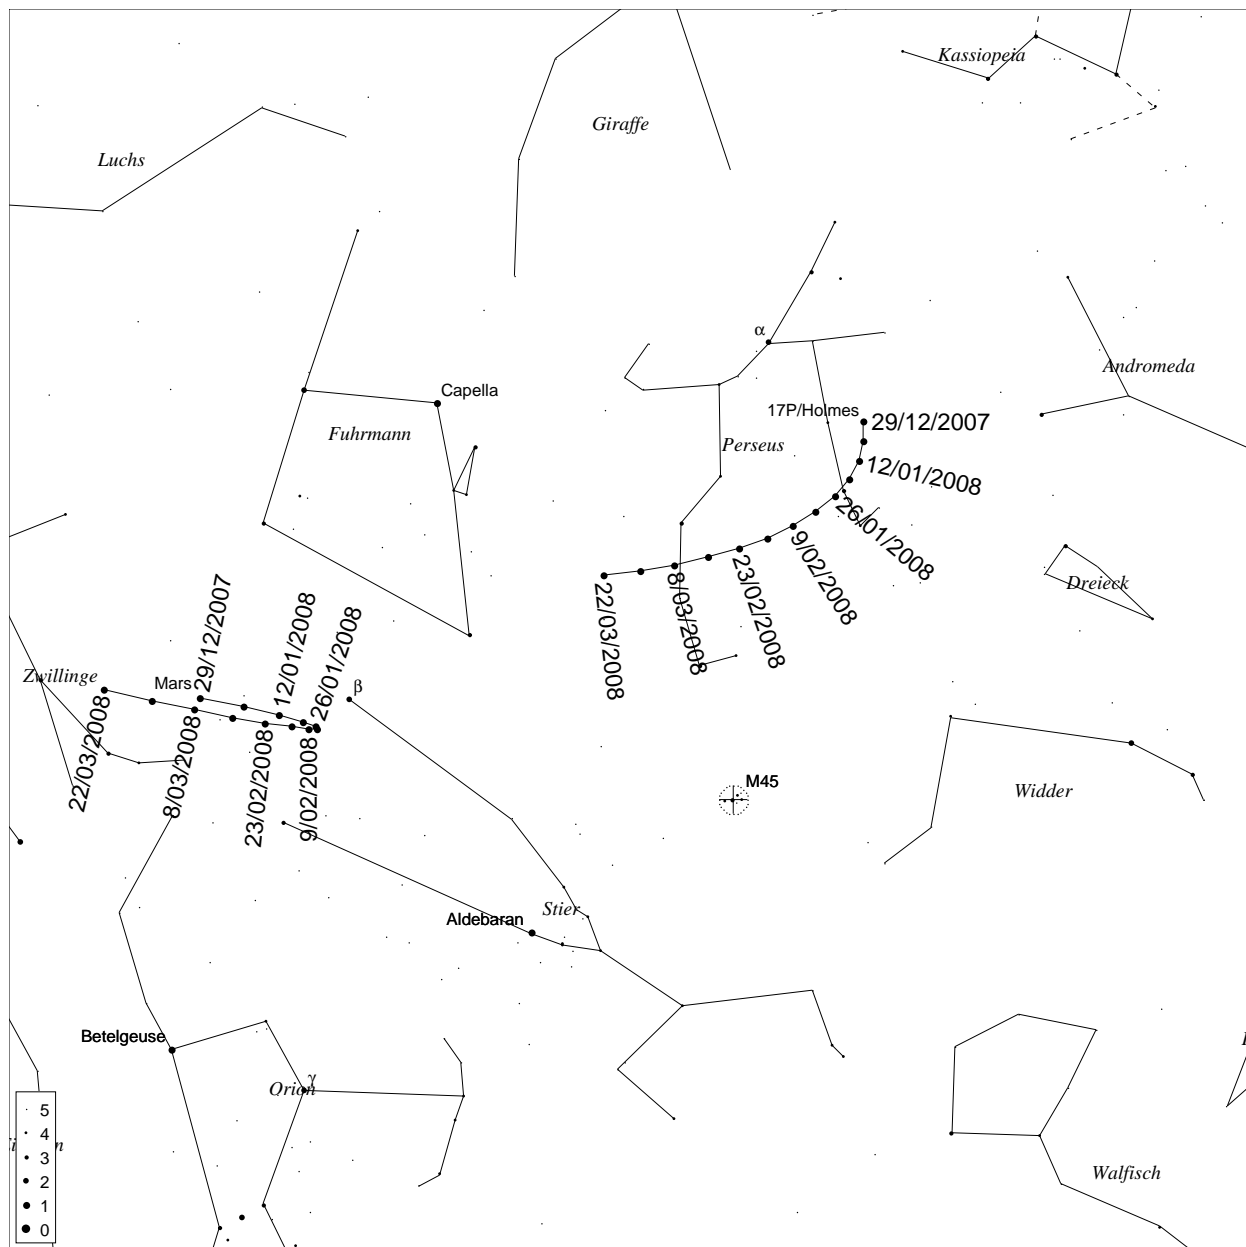 Kassiopeia
Giraffe
Luchs
α
Andromeda
Capella
17P/Holmes
29/12/2007
Fuhrmann
Perseus
12/01/2008
26/01/2008
9/02/2008
23/02/2008
8/03/2008
22/03/2008
Dreieck
Zwillinge
Mars
29/12/2007
12/01/2008
26/01/2008
β
22/03/2008
8/03/2008
23/02/2008
9/02/2008
M45
Widder
Aldebaran
Stier
Betelgeuse
Orion
γ
5
4
3
2
1
0
Walfisch